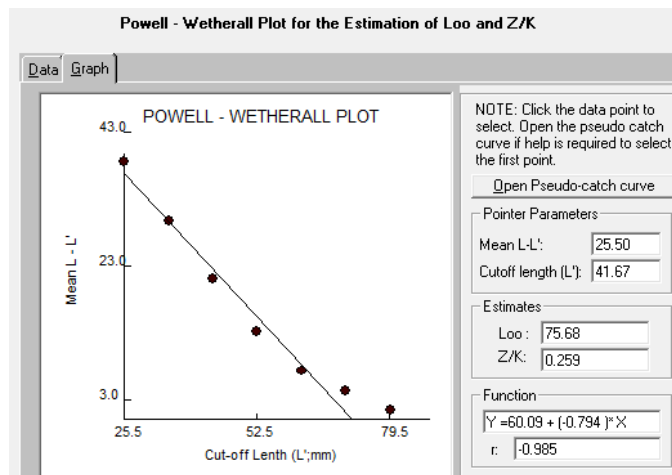 Powell - Wetherall Plot for the Estimation of Loo and Z/K
Data Graph
POWELL - WETHERALL PLOT
43.0
23.0
3.0
Mean L - L'
25.5 52.5 79.5
Cut-off Lenth (L';mm)
NOTE: Click the data point to
select. Open the pseudo catch
curve if help is required to select
the first point.
Open Pseudo-catch curve
Pointer Parameters
Mean L-L': 25.50
Cutoff length (L'): 41.67
Estimates
Loo : 75.68
Z/K: 0.259
Function
Y =60.09 + (-0.794 )* X
r: -0.985